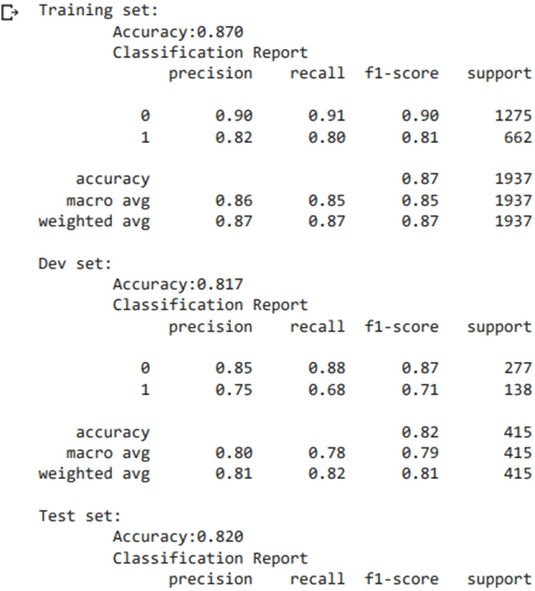 Training set:
Accuracy:0.870
Classification Report
precision recall f1-score support
0 0.90 0.91 0.90 1275
1 0.82 0.80 0.81 662
accuracy 0.87 1937
macro avg 0.86 0.85 0.85 1937
weighted avg 0.87 0.87 0.87 1937
Dev set:
Accuracy:0.817
Classification Report
precision recall f1-score support
0 0.85 0.88 0.87 277
1 0.75 0.68 0.71 138
accuracy 0.82 415
macro avg 0.80 0.78 0.79 415
weighted avg 0.81 0.82 0.81 415
Test set:
Accuracy:0.820
Classification Report
precision recall f1-score support